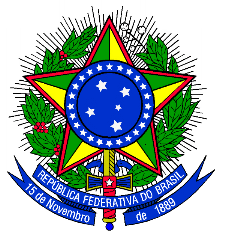 REPÚBLICA FEDERATIVA DO BRASIL
15 de Novembro de 1889